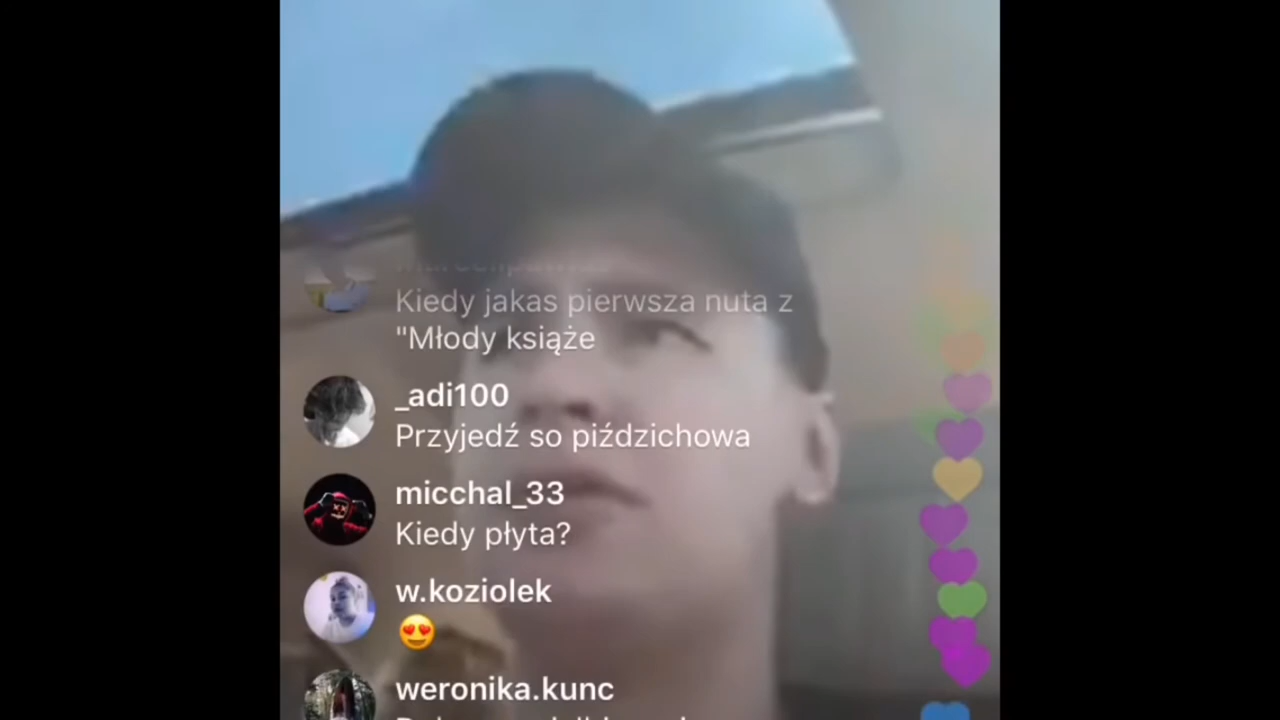 Kiedy jakas pierwsza nuta z
"Młody książe
_adi100
Przyjedź so piździchowa
micchal_33
Kiedy płyta?
w.koziolek
😍
weronika.kunc